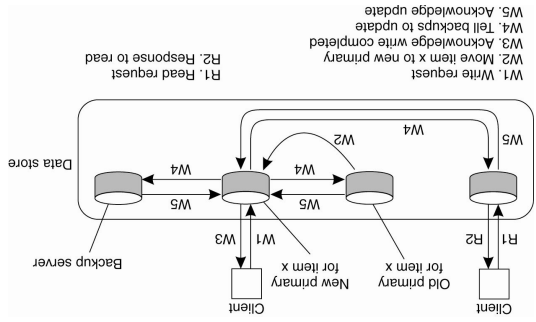 Client
Client
Old primary
for item x
New primary
for item x
Backup server
R1
R2
W1
W3
W5
W5
W4
W4
Data store
W5
W2
W4
W1. Write request
W2. Move item x to new primary
W3. Acknowledge write completed
W4. Tell backups to update
W5. Acknowledge update
R1. Read request
R2. Response to read